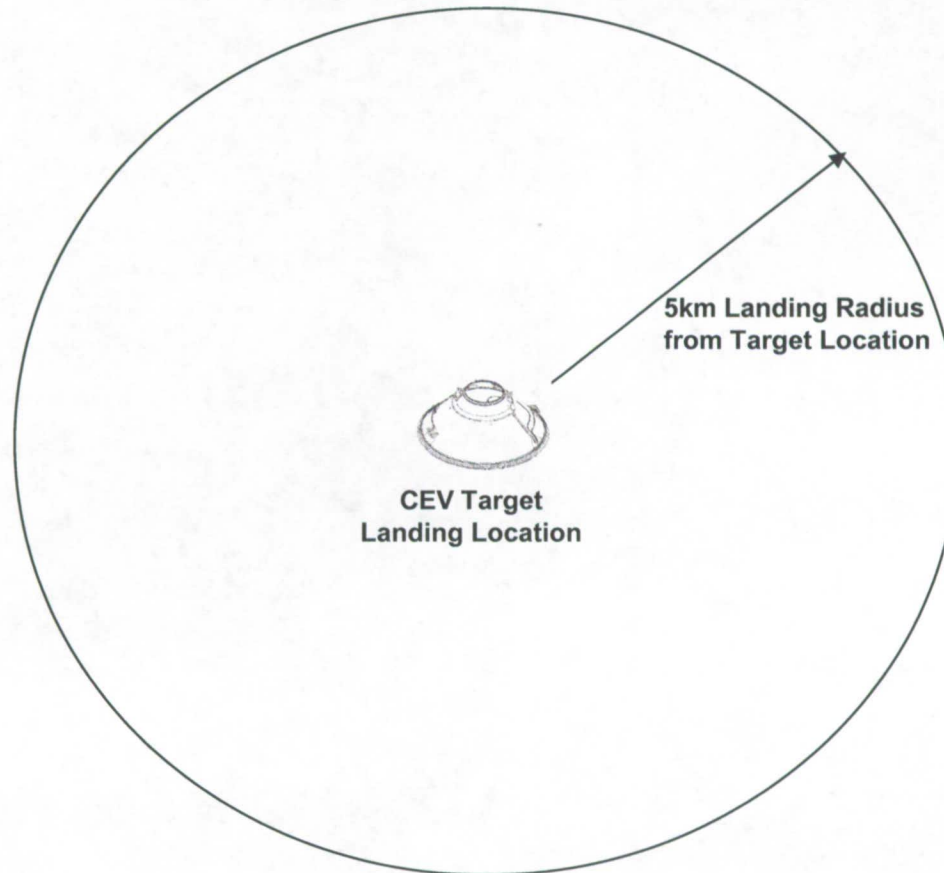 5km Landing Radius
from Target Location
CEV Target
Landing Location